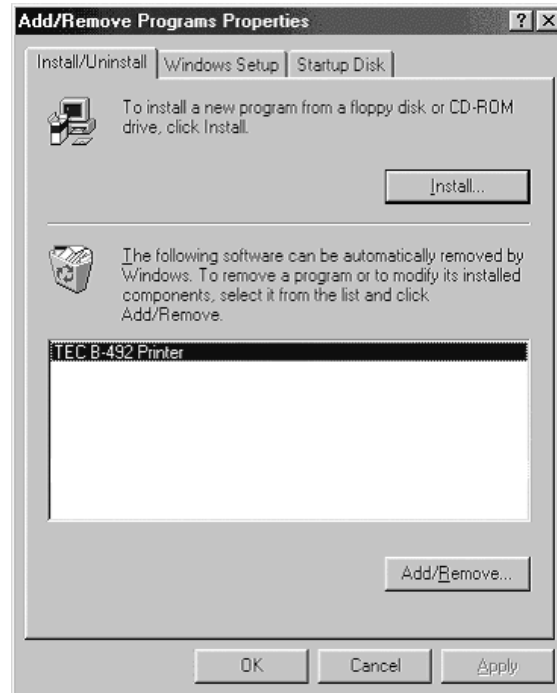 Add/Remove Programs Properties
Install/Uninstall
Windows Setup
Startup Disk
To install a new program from a floppy disk or CD-ROM
drive, click Install.
Install...
The following software can be automatically removed by
Windows. To remove a program or to modify its installed
components, select it from the list and click
Add/Remove.
TEC B-492 Printer
Add/Remove...
OK
Cancel
Apply